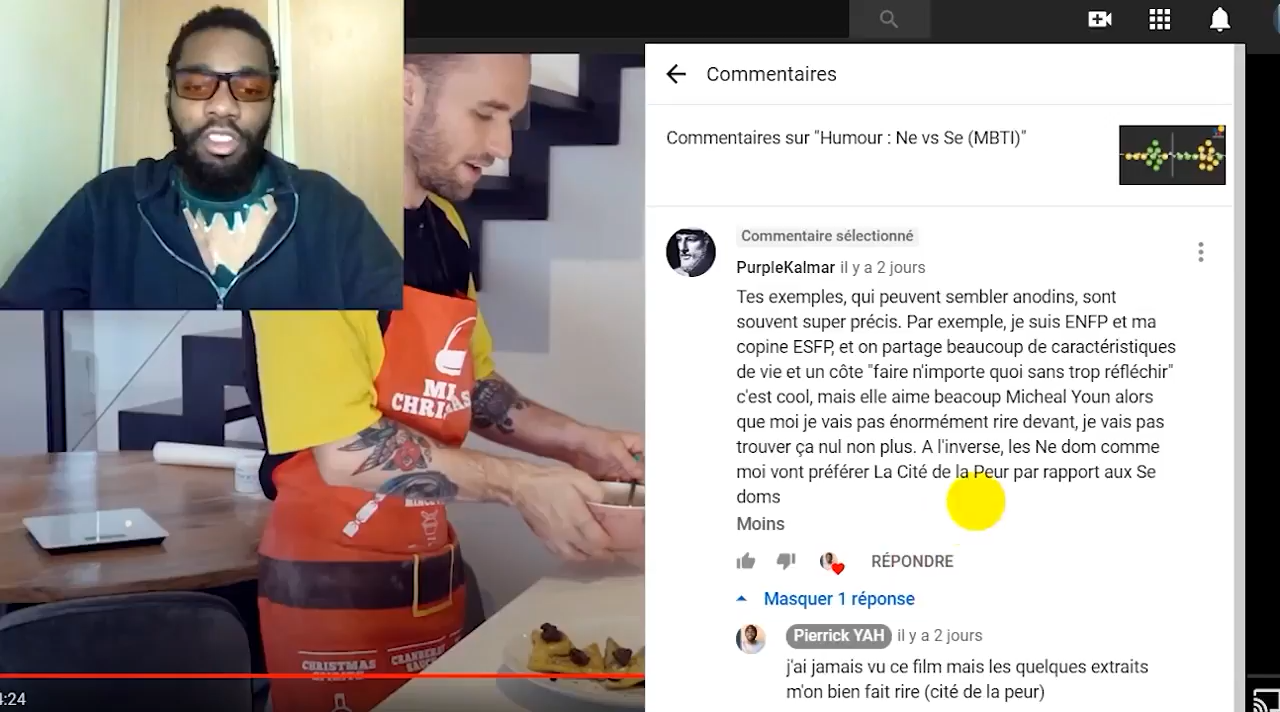 Commentaires
Commentaires sur "Humour : Ne vs Se (MBTI)"
Commentaire sélectionné
PurpleKalmar il y a 2 jours
Tes exemples, qui peuvent sembler anodins, sont
souvent super précis. Par exemple, je suis ENFP et ma
copine ESFP, et on partage beaucoup de caractéristiques
de vie et un côte "faire n'importe quoi sans trop réfléchir"
c'est cool, mais elle aime beacoup Micheal Youn alors
que moi je vais pas énormément rire devant, je vais pas
trouver ça nul non plus. A l'inverse, les Ne dom comme
moi vont préférer La Cité de la Peur par rapport aux Se
doms
Moins
RÉPONDRE
Masquer 1 réponse
Pierrick YAH il y a 2 jours
j'ai jamais vu ce film mais les quelques extraits
m'on bien fait rire (cité de la peur)
CHRISTMAS
SPIRITS
4:24